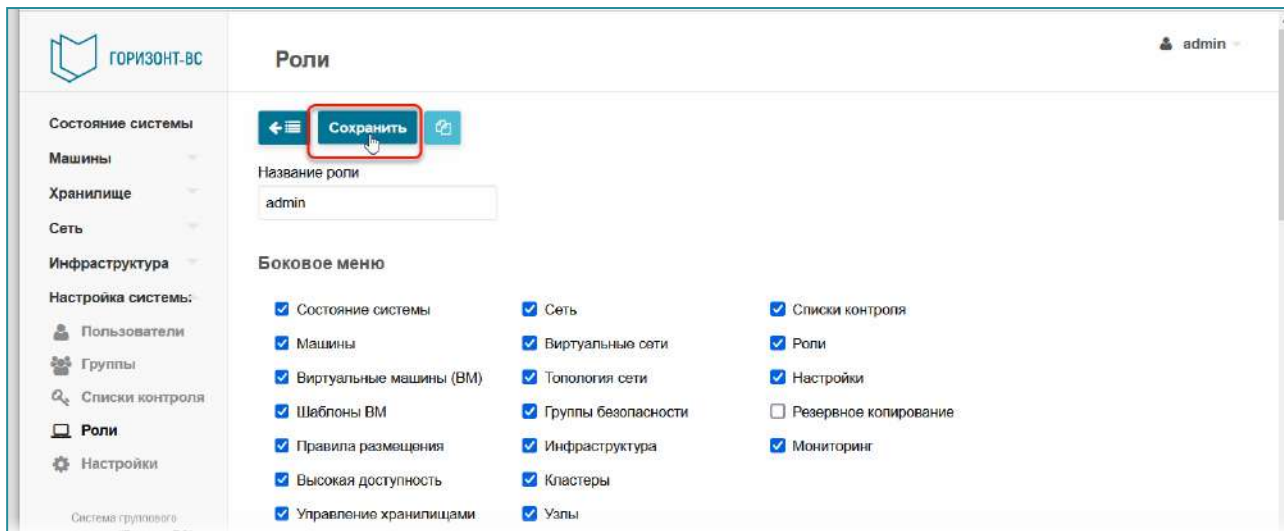 ГОРИЗОНТ-ВС
Роли
admin
Состояние системы
Машины
Хранилище
Сеть
Инфраструктура
Настройка системы:
Пользователи
Группы
Списки контроля
Роли
Настройки
Система группового
Сохранить
Название роли
admin
Боковое меню
Состояние системы
Сеть
Списки контроля
Машины
Виртуальные сети
Роли
Виртуальные машины (ВМ)
Топология сети
Настройки
Шаблоны ВМ
Группы безопасности
Резервное копирование
Правила размещения
Инфраструктура
Мониторинг
Высокая доступность
Кластеры
Управление хранилищами
Узлы